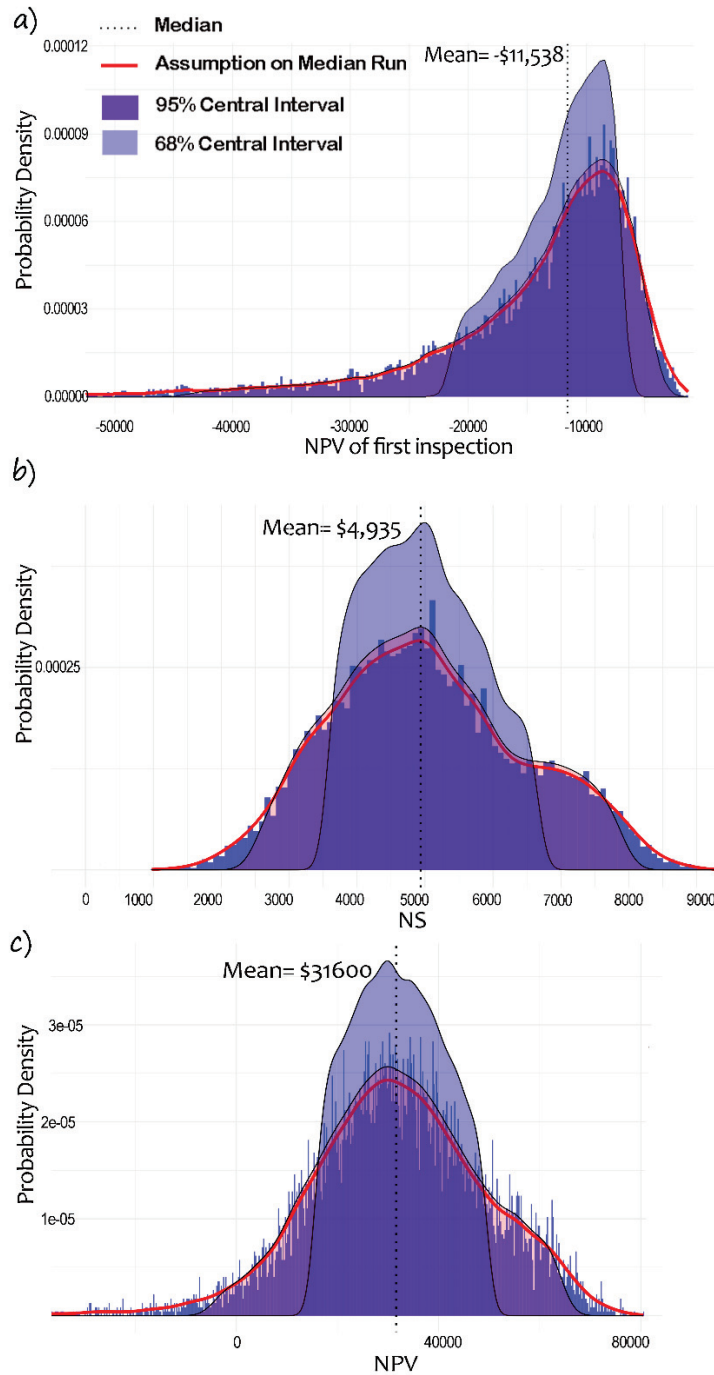 a)
Median
Assumption on Median Run
95% Central Interval
68% Central Interval
Mean= -$11,538
Probability Density
0.00012
0.00009
0.00006
0.00003
0.00000
-50000 -40000 -30000 -20000 -10000
NPV of first inspection
b)
Mean= $4,935
Probability Density
0.00025
0 1000 2000 3000 4000 5000 6000 7000 8000 9000
NS
c)
Mean= $31600
Probability Density
3e-05
2e-05
1e-05
0 40000 80000
NPV